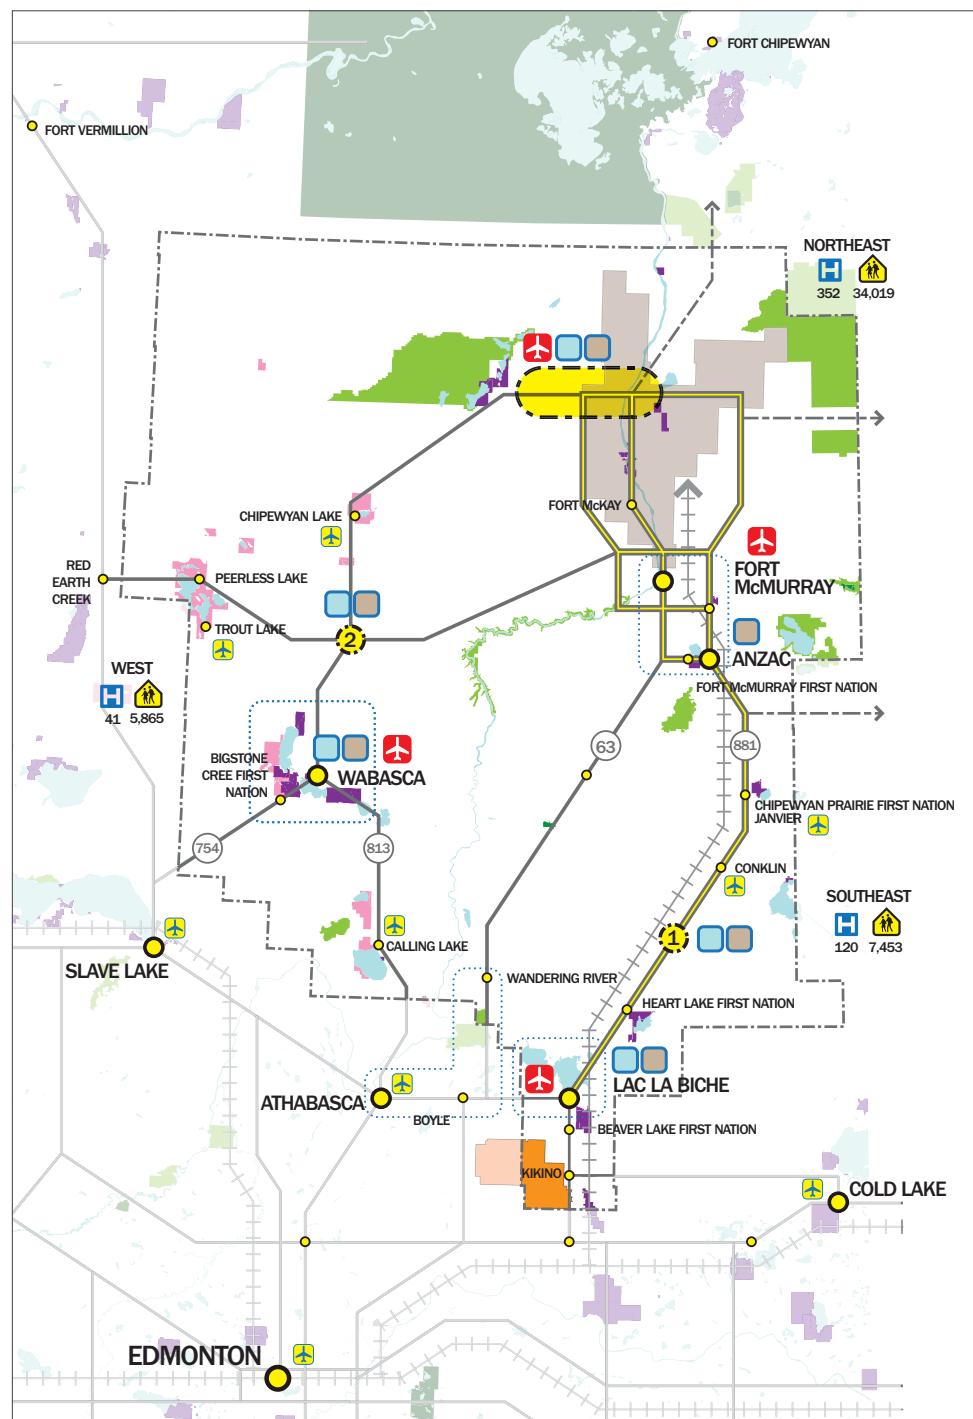 FORT CHIPEWYAN
FORT VERMILLION
NORTHEAST
H
352 34,019
FORT McKAY
CHIPEWYAN LAKE
RED
EARTH
CREEK
PEERLESS LAKE
FORT
McMURRAY
TROUT LAKE
2
ANZAC
WEST
H
41 5,865
FORT McMURRAY FIRST NATION
63
881
BIGSTONE
CREE FIRST
NATION
WABASCA
CHIPEWYAN PRAIRIE FIRST NATION
JANVIER
754
813
CONKLIN
SOUTHEAST
H
120 7,453
1
CALLING LAKE
SLAVE LAKE
WANDERING RIVER
HEART LAKE FIRST NATION
LAC LA BICHE
ATHABASCA
BOYLE
BEAVER LAKE FIRST NATION
KIKINO
COLD LAKE
EDMONTON